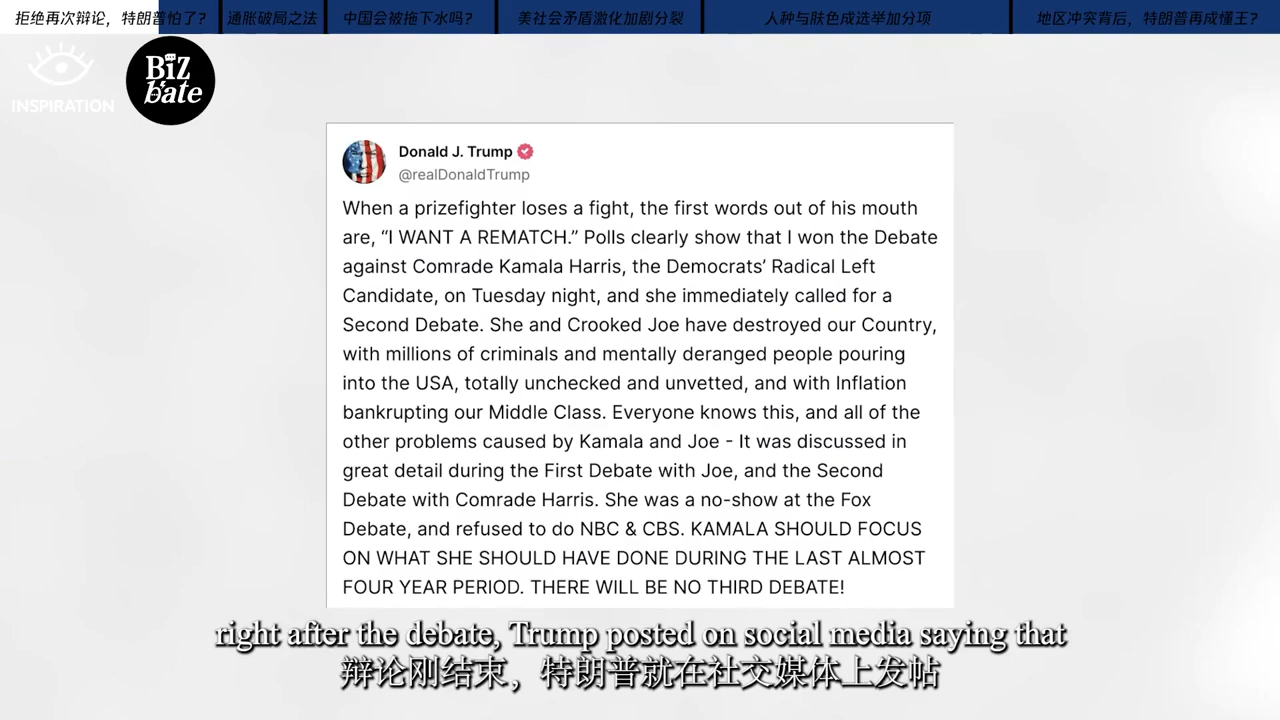 拒绝再次辩论，特朗普怕了?
通胀破局之法
中国会被拖下水吗?
美社会矛盾激化加剧分裂
人种与肤色成选举加分项
地区冲突背后，特朗普再成懂王?
INSPIRATION
BiZ
bate
Donald J. Trump
@realDonaldTrump
When a prizefighter loses a fight, the first words out of his mouth
are, “I WANT A REMATCH.” Polls clearly show that I won the Debate
against Comrade Kamala Harris, the Democrats’ Radical Left
Candidate, on Tuesday night, and she immediately called for a
Second Debate. She and Crooked Joe have destroyed our Country,
with millions of criminals and mentally deranged people pouring
into the USA, totally unchecked and unvetted, and with Inflation
bankrupting our Middle Class. Everyone knows this, and all of the
other problems caused by Kamala and Joe - It was discussed in
great detail during the First Debate with Joe, and the Second
Debate with Comrade Harris. She was a no-show at the Fox
Debate, and refused to do NBC & CBS. KAMALA SHOULD FOCUS
ON WHAT SHE SHOULD HAVE DONE DURING THE LAST ALMOST
FOUR YEAR PERIOD. THERE WILL BE NO THIRD DEBATE!
right after the debate, Trump posted on social media saying that
辩论刚结束，特朗普就在社交媒体上发帖